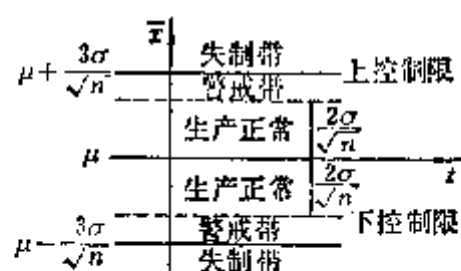 x̄
失制带
μ + 3σ/√n 上控制限
警戒带
生产正常 2σ/√n
μ t
生产正常 2σ/√n
下控制限
警戒带
μ - 3σ/√n
失制带